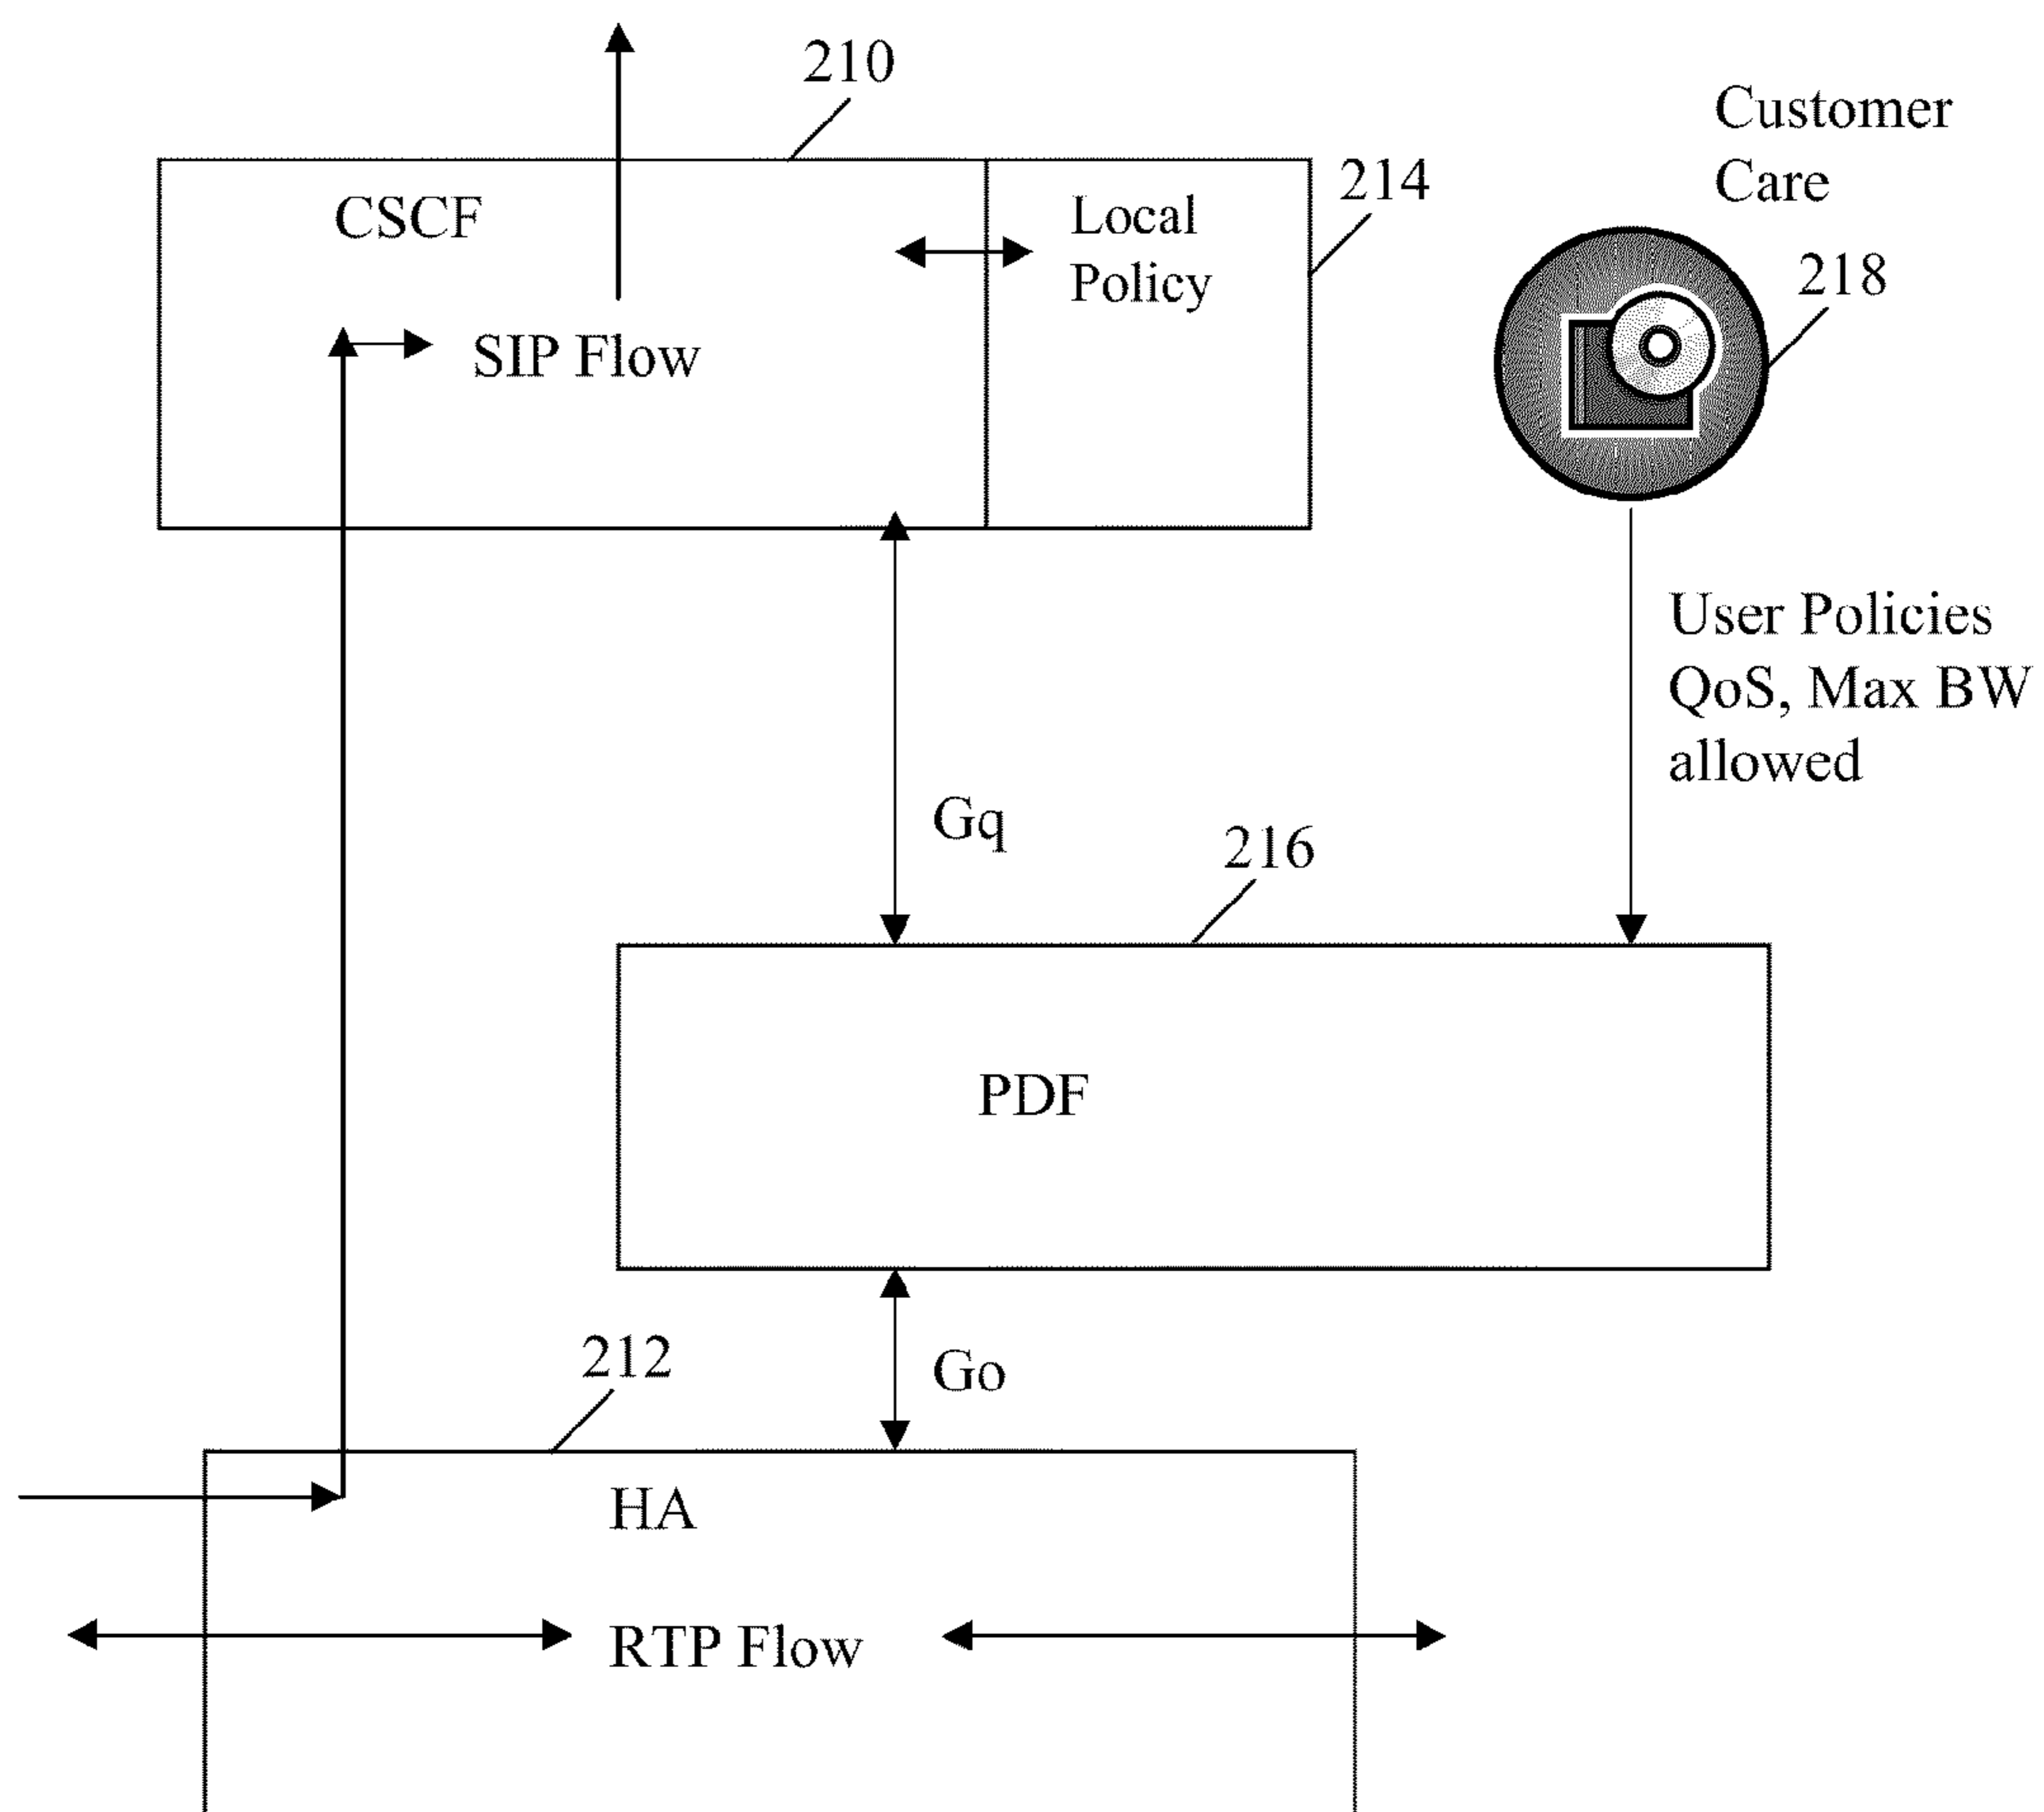 210
Customer
Care
214
CSCF
Local
Policy
218
SIP Flow
User Policies
QoS, Max BW
allowed
Gq
216
PDF
212
Go
HA
RTP Flow